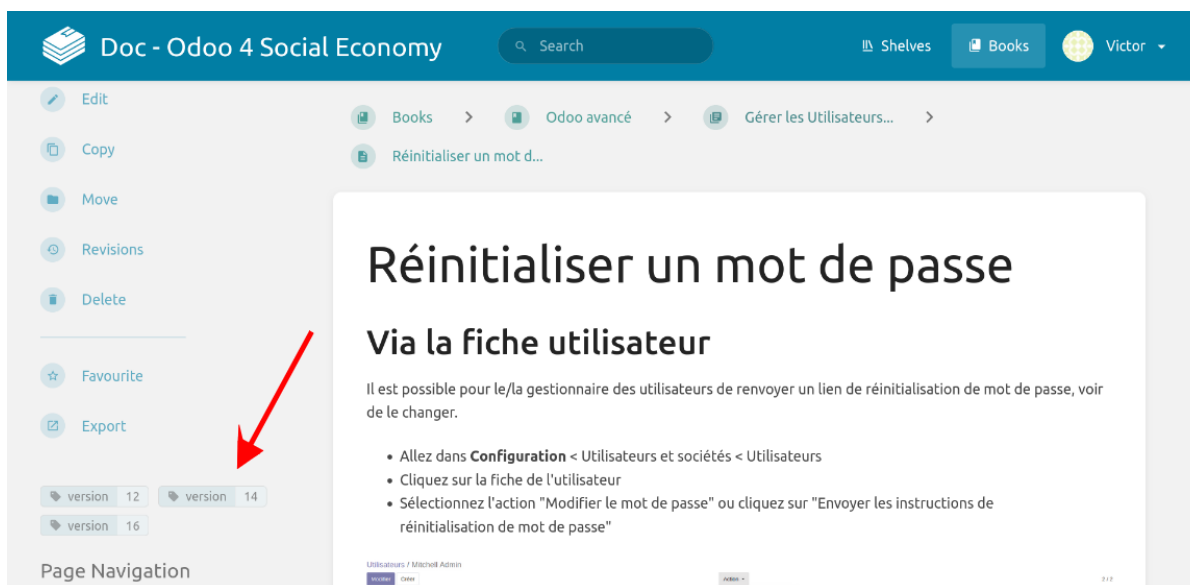 Doc - Odoo 4 Social Economy
Search
Shelves
Books
Victor
Edit
Copy
Move
Revisions
Delete
Favourite
Export
version 12
version 14
version 16
Page Navigation
Books > Odoo avancé > Gérer les Utilisateurs... >
Réinitialiser un mot d...
Réinitialiser un mot de passe
Via la fiche utilisateur
Il est possible pour le/la gestionnaire des utilisateurs de renvoyer un lien de réinitialisation de mot de passe, voir
de le changer.
• Allez dans Configuration < Utilisateurs et sociétés < Utilisateurs
• Cliquez sur la fiche de l'utilisateur
• Sélectionnez l'action "Modifier le mot de passe" ou cliquez sur "Envoyer les instructions de
réinitialisation de mot de passe"
Utilisateurs / Mitchell Admin
Modifier
Créer
Action
2 / 2